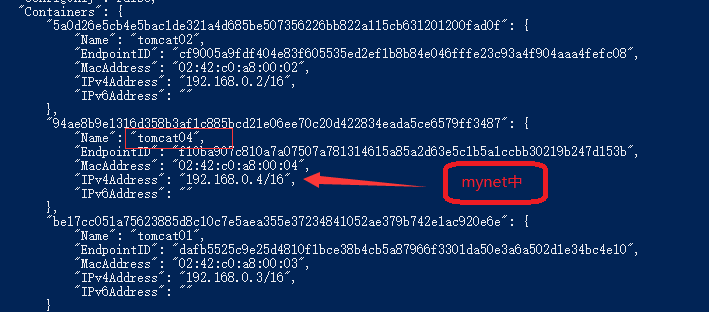 "Containers": {
"5a0d26e5cb4e5bac1de321a4d685be507356226bb822a115cb631201200fad0f": {
"Name": "tomcat02",
"EndpointID": "cf9005a9fdf404e83f605535ed2ef1b8b84e046fffe23c93a4f904aaa4fefc08",
"MacAddress": "02:42:c0:a8:00:02",
"IPv4Address": "192.168.0.2/16",
"IPv6Address": ""
},
"94ae8b9e1316d358b3af1c885bcd21e06ee70c20d422834eada5ce6579ff3487": {
"Name": "tomcat04",
"EndpointID": "f10ba907c810a7a07507a781314615a85a2d63e5c1b5a1ccbb30219b247d153b",
"MacAddress": "02:42:c0:a8:00:04",
"IPv4Address": "192.168.0.4/16",
mynet中
"IPv6Address": ""
},
"be17cc051a75623885d8c10c7e5aea355e37234841052ae379b742e1ac920e6e": {
"Name": "tomcat01",
"EndpointID": "dafb5525c9e25d4810f1bce38b4cb5a87966f3301da50e3a6a502d1e34bc4e10",
"MacAddress": "02:42:c0:a8:00:03",
"IPv4Address": "192.168.0.3/16",
"IPv6Address": ""
}